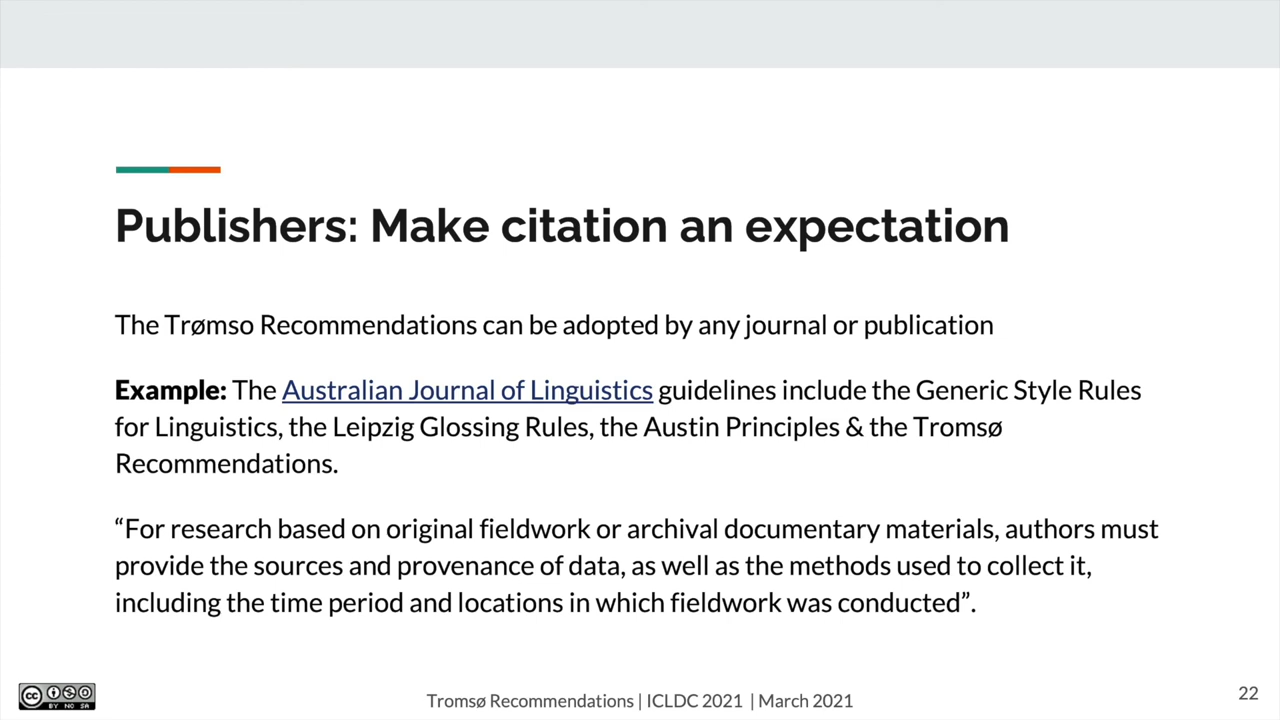 Publishers: Make citation an expectation
The Trømso Recommendations can be adopted by any journal or publication
Example: The Australian Journal of Linguistics guidelines include the Generic Style Rules
for Linguistics, the Leipzig Glossing Rules, the Austin Principles & the Tromsø
Recommendations.
“For research based on original fieldwork or archival documentary materials, authors must
provide the sources and provenance of data, as well as the methods used to collect it,
including the time period and locations in which fieldwork was conducted”.
cc BY NC SA
Tromsø Recommendations | ICLDC 2021 | March 2021
22